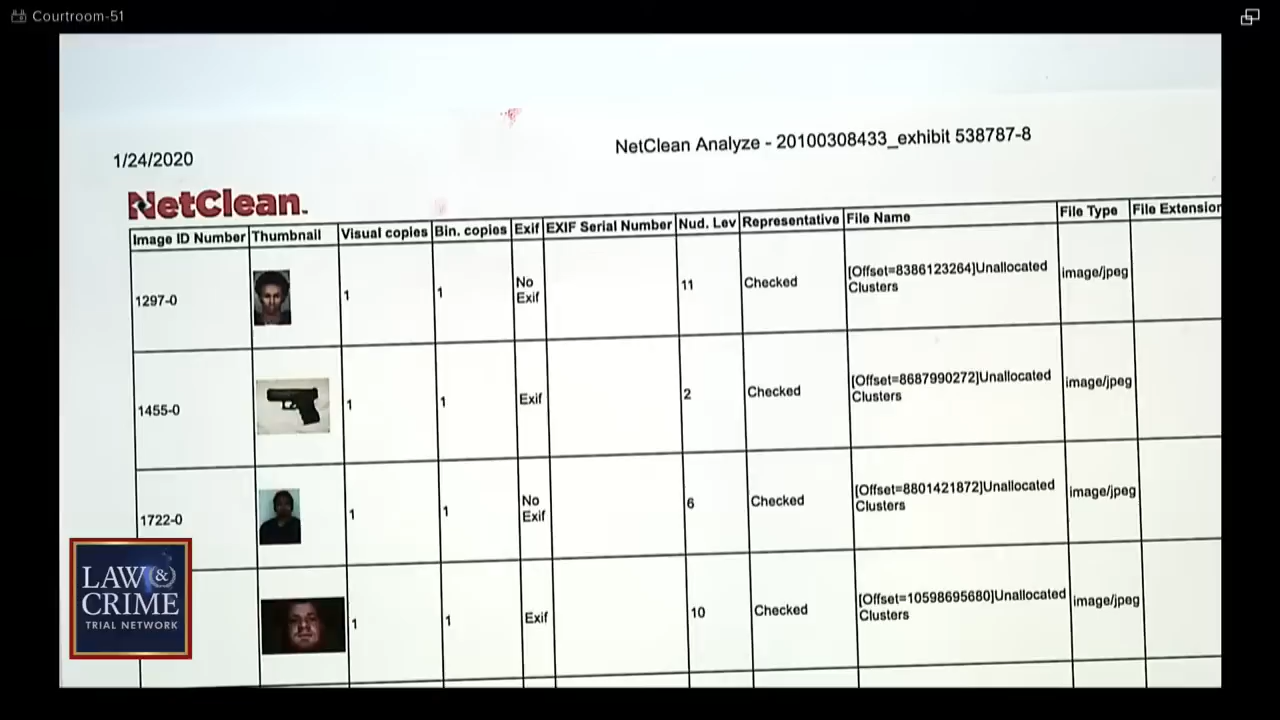 Courtroom-51
1/24/2020
NetClean Analyze - 20100308433_exhibit 538787-8
NetClean
Image ID Number Thumbnail Visual copies Bin. copies Exif EXIF Serial Number Nud. Lev Representative File Name File Type File Extension
1297-0 1 1 No Exif 11 Checked [Offset=8386123264]Unallocated Clusters image/jpeg
1455-0 1 1 Exif 2 Checked [Offset=8687990272]Unallocated Clusters image/jpeg
1722-0 1 1 No Exif 6 Checked [Offset=8801421872]Unallocated Clusters image/jpeg
1 1 Exif 10 Checked [Offset=10598695680]Unallocated Clusters image/jpeg
LAW &
CRIME
TRIAL NETWORK